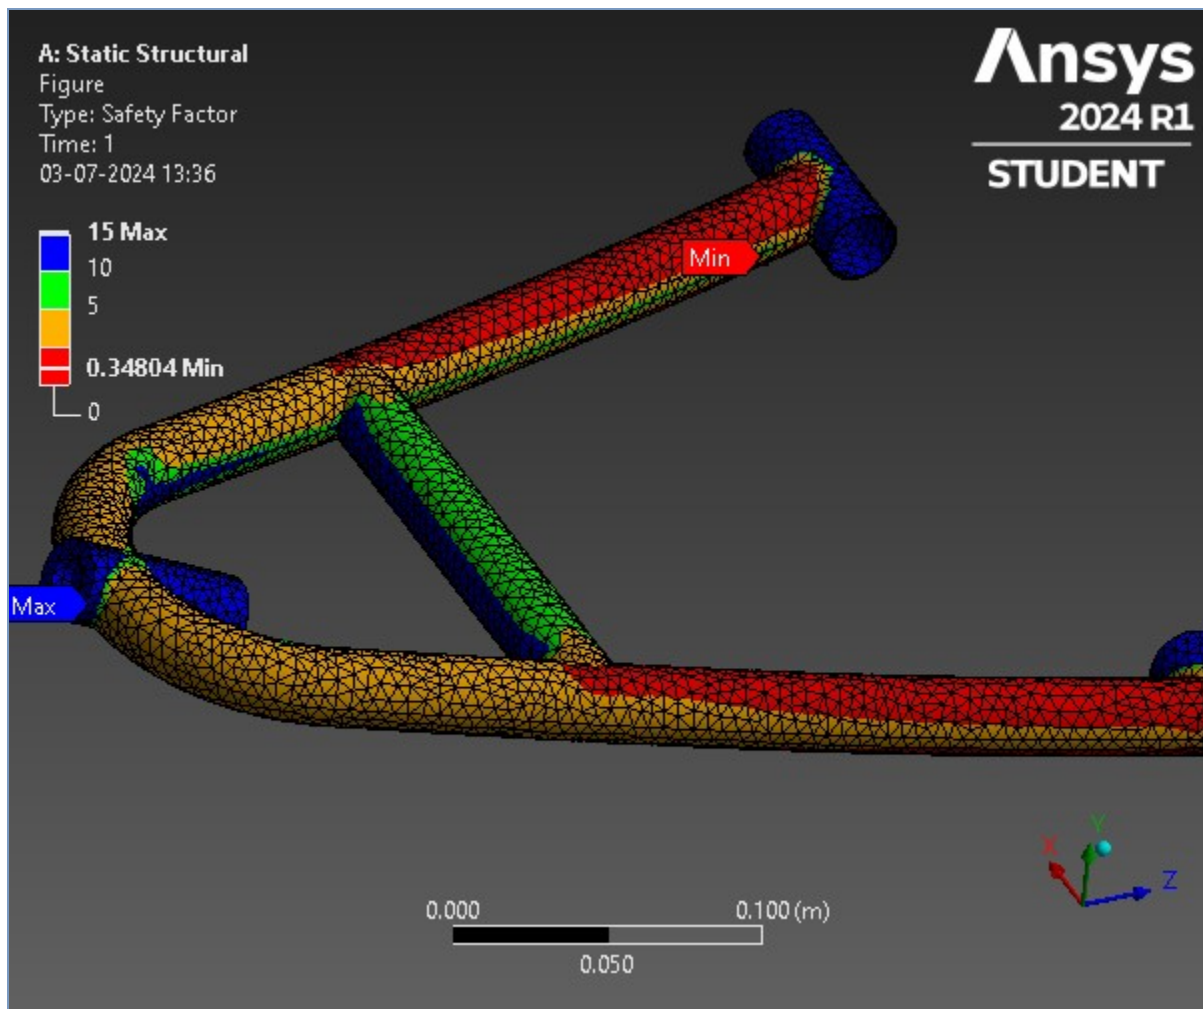 A: Static Structural
Figure
Type: Safety Factor
Time: 1
03-07-2024 13:36
15 Max
10
5
0.34804 Min
0
Ansys
2024 R1
STUDENT
Min
Max
Y
X
Z
0.000
0.100 (m)
0.050